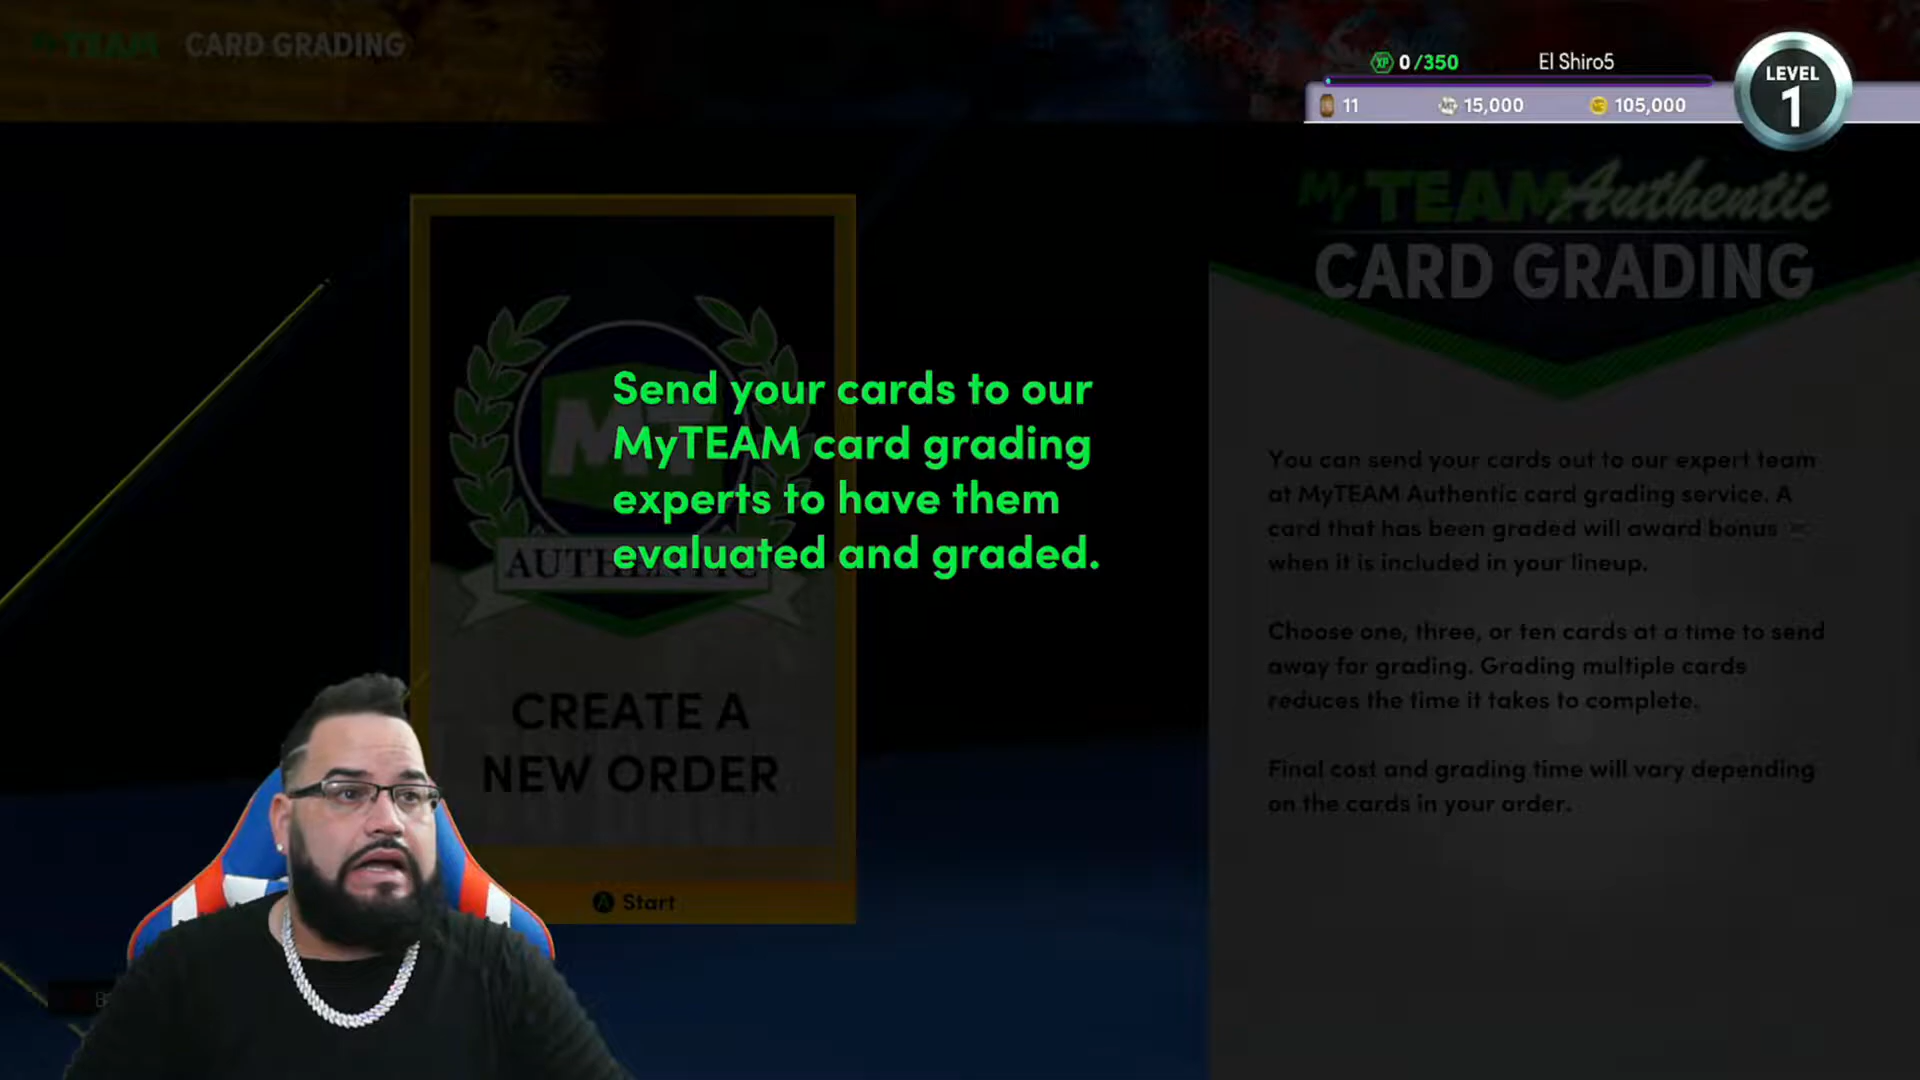 MyTEAM CARD GRADING
XP 0/350
El Shiro5
LEVEL
1
11
MT 15,000
VC 105,000
MyTEAM Authentic
CARD GRADING
Send your cards to our
MyTEAM card grading
experts to have them
evaluated and graded.
MT
AUTHENTIC
CREATE A
NEW ORDER
A Start
You can send your cards out to our expert team
at MyTEAM Authentic card grading service. A
card that has been graded will award bonus
when it is included in your lineup.
Choose one, three, or ten cards at a time to send
away for grading. Grading multiple cards
reduces the time it takes to complete.
Final cost and grading time will vary depending
on the cards in your order.